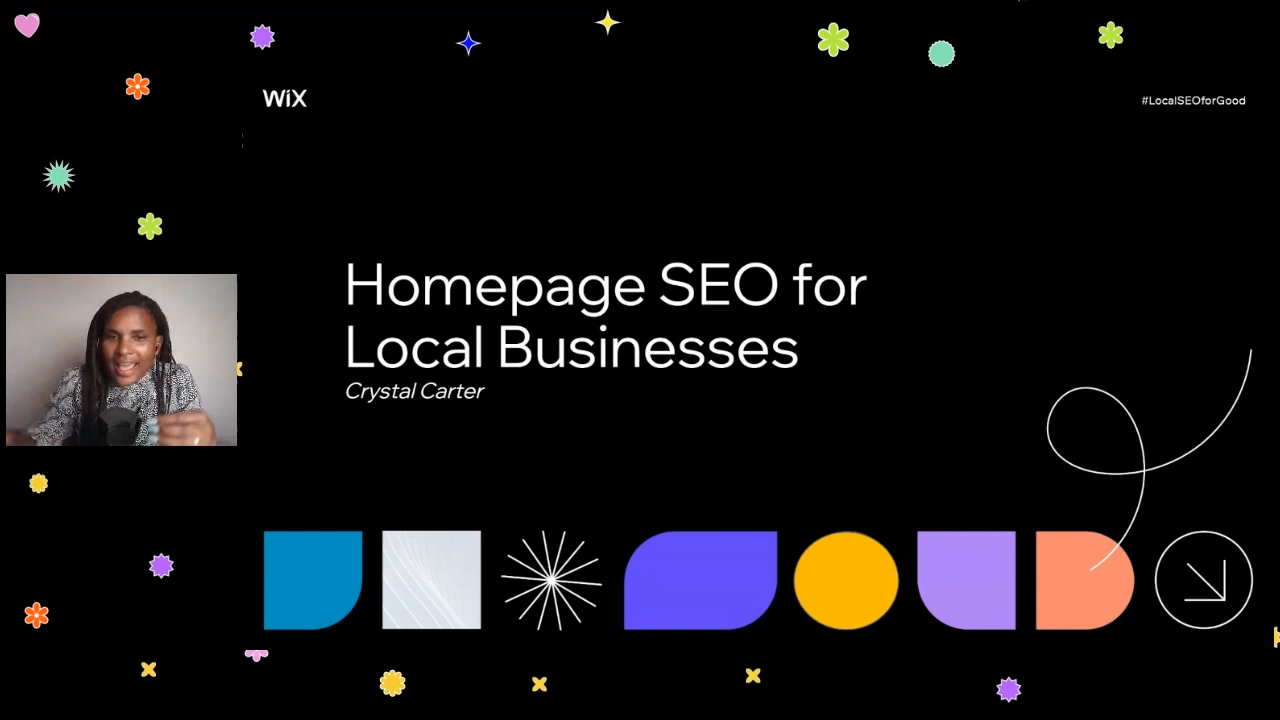 WiX
#LocalSEOforGood
Homepage SEO for
Local Businesses
Crystal Carter